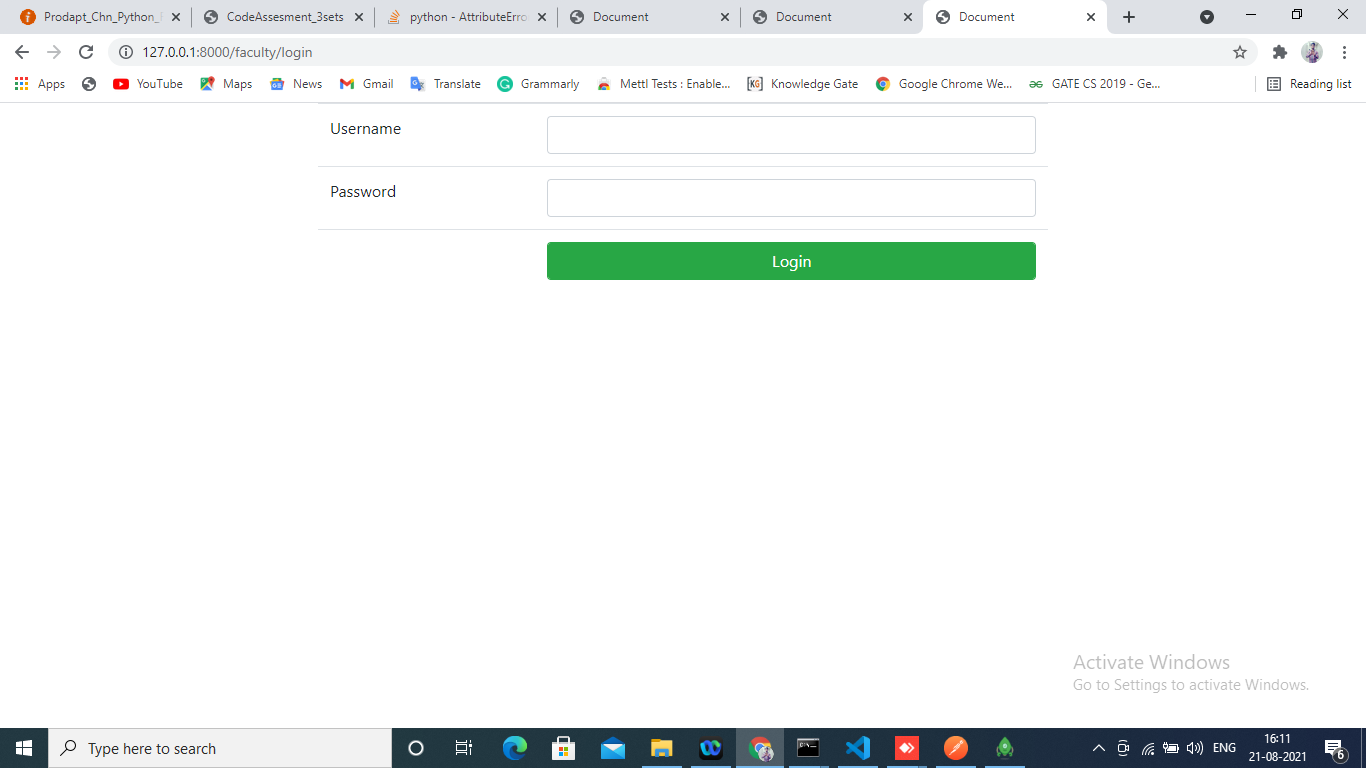 Prodapt_Chn_Python_
CodeAssesment_3sets
python - AttributeErro
Document
Document
Document
127.0.0.1:8000/faculty/login
Apps
YouTube
Maps
News
Gmail
Translate
Grammarly
Mettl Tests : Enable...
KG
Knowledge Gate
Google Chrome We...
GATE CS 2019 - Ge...
Reading list
Username
Password
Login
Activate Windows
Go to Settings to activate Windows.
Type here to search
ENG
16:11
21-08-2021
6